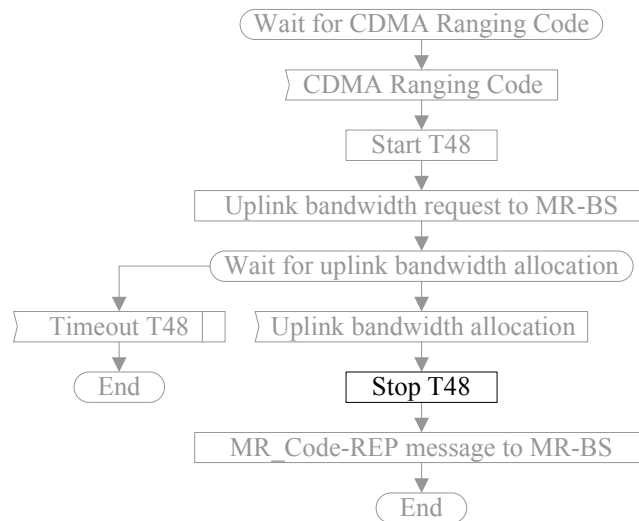 Wait for CDMA Ranging Code
CDMA Ranging Code
Start T48
Uplink bandwidth request to MR-BS
Wait for uplink bandwidth allocation
Timeout T48
Uplink bandwidth allocation
End
Stop T48
MR_Code-REP message to MR-BS
End